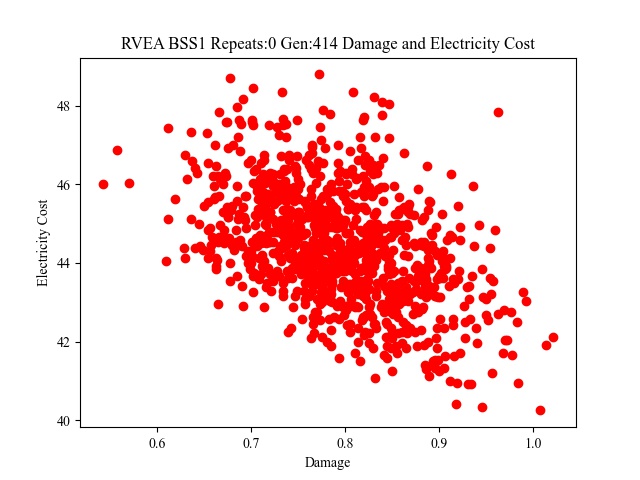 RVEA BSS1 Repeats:0 Gen:414 Damage and Electricity Cost
48
46
44
42
40
Electricity Cost
0.6 0.7 0.8 0.9 1.0
Damage